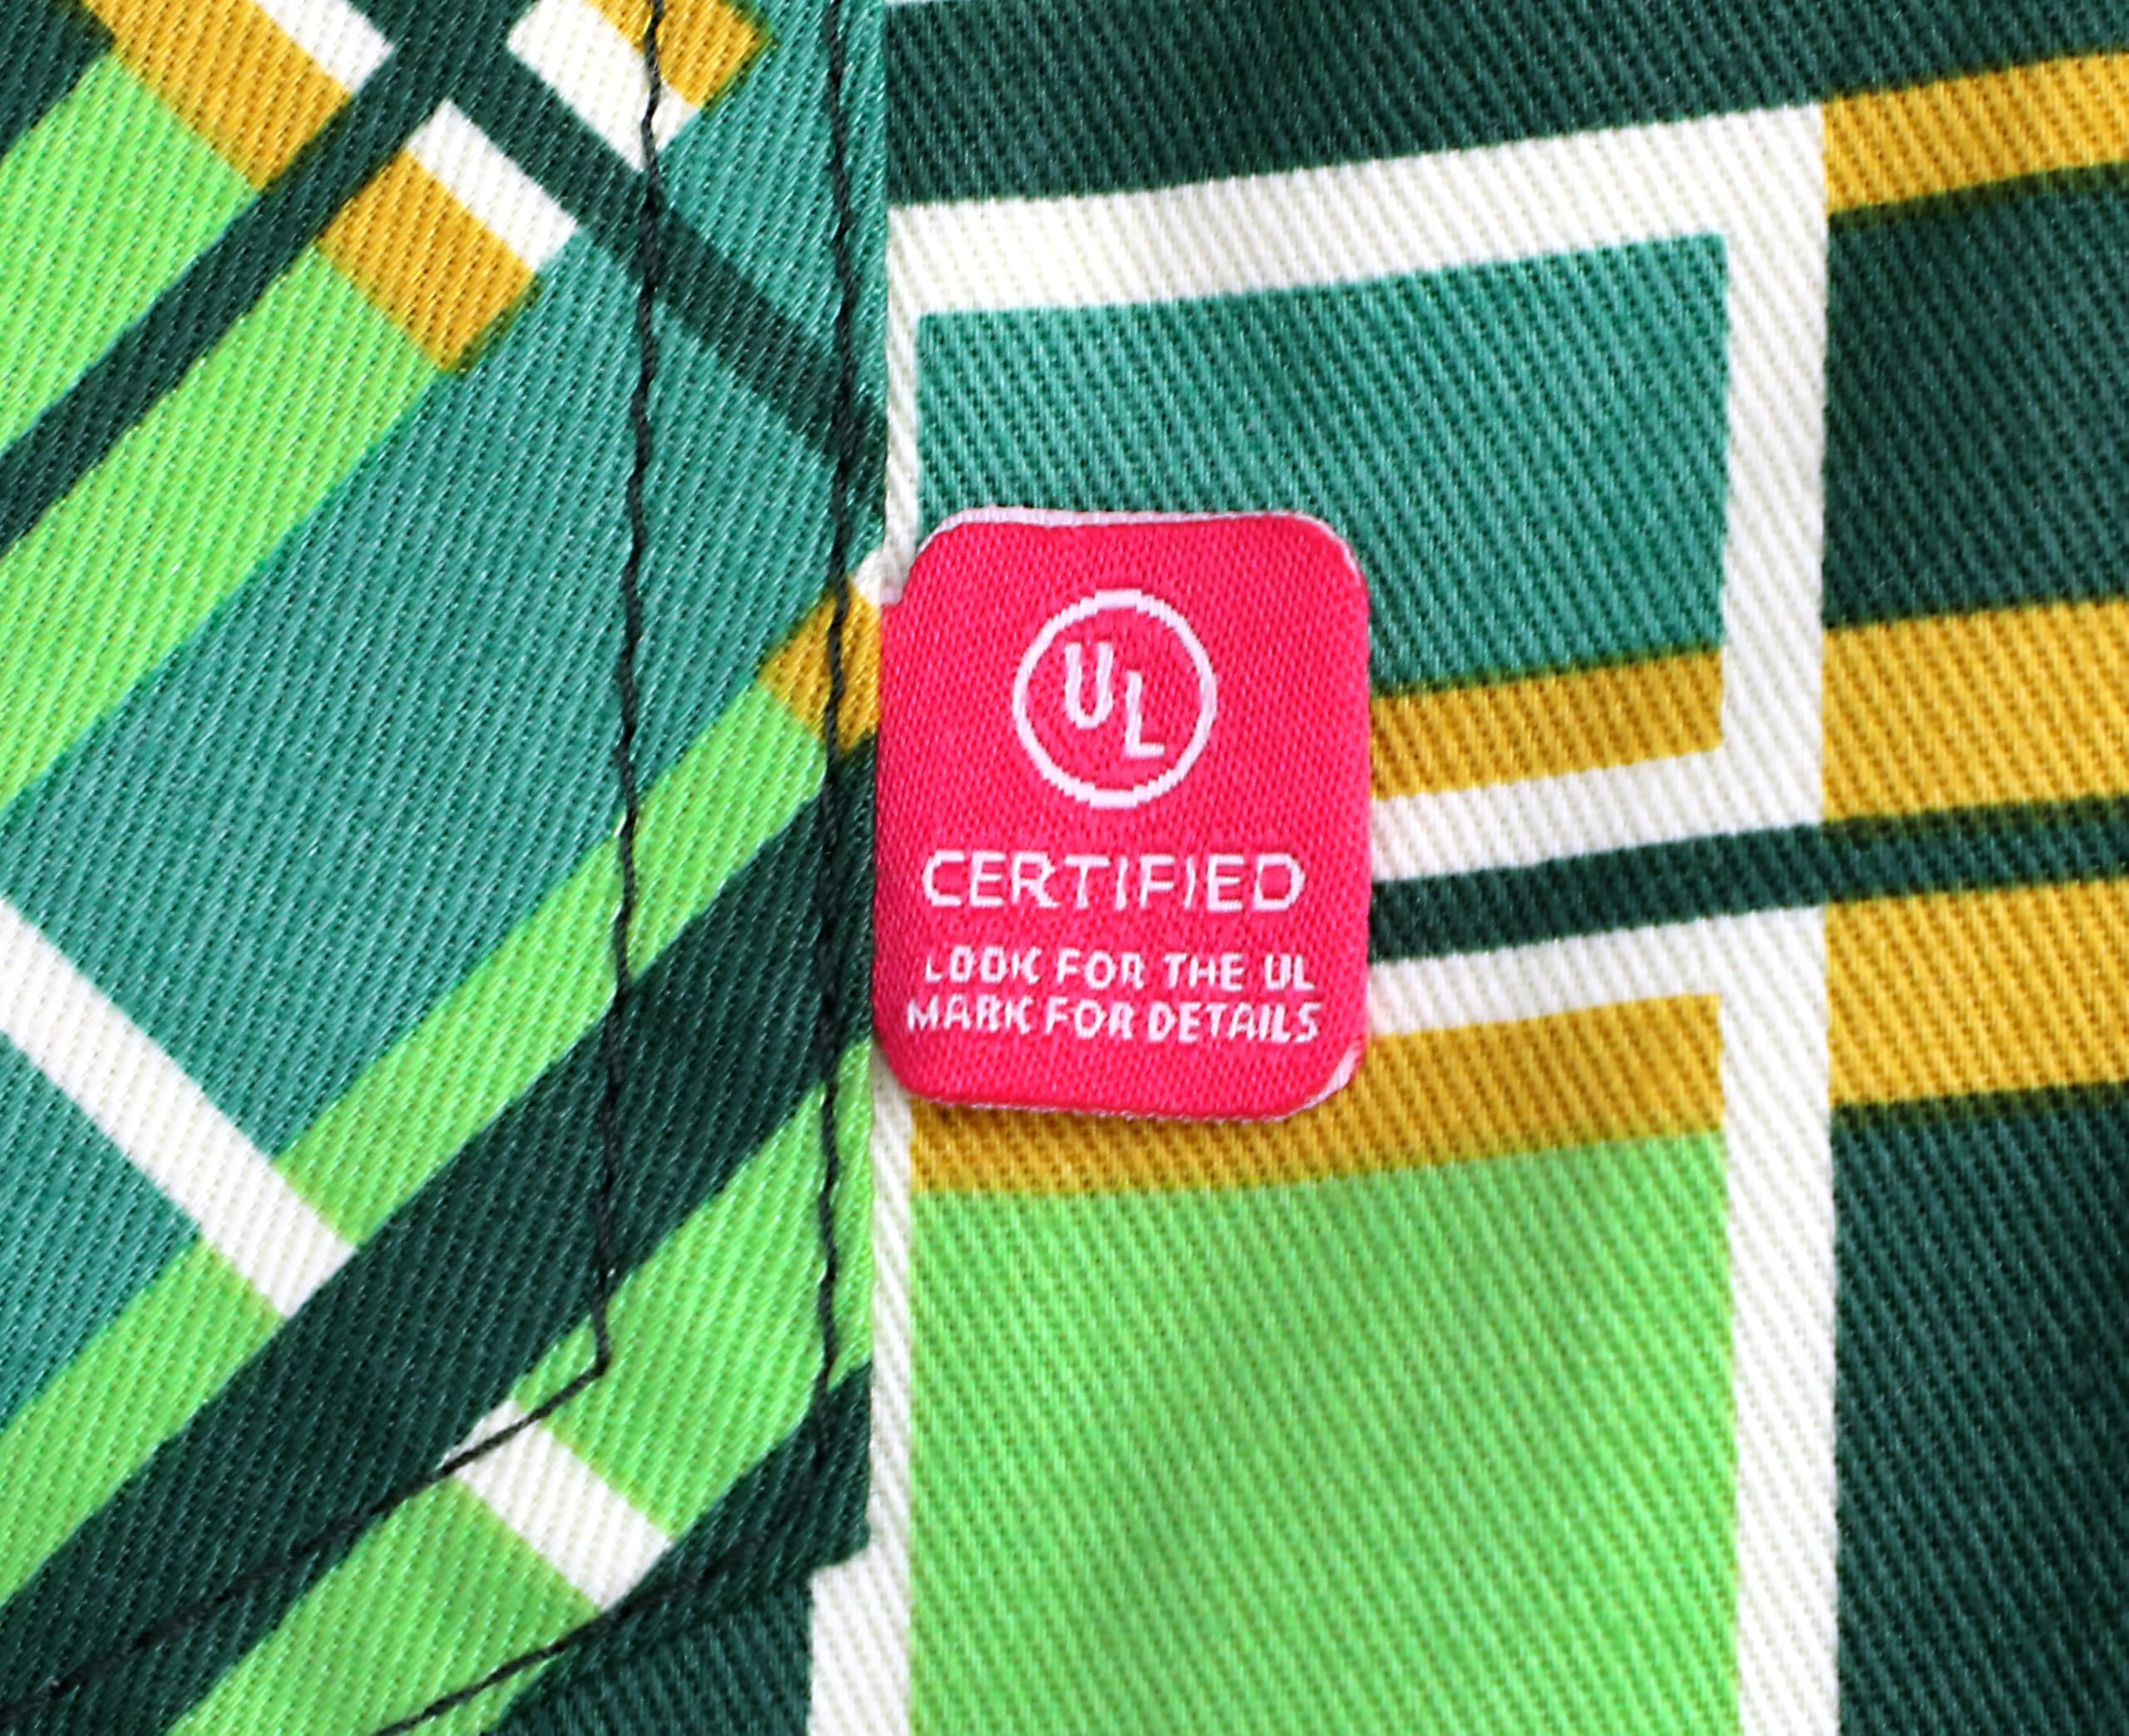 UL
CERTIFIED
LOOK FOR THE UL
MARK FOR DETAILS